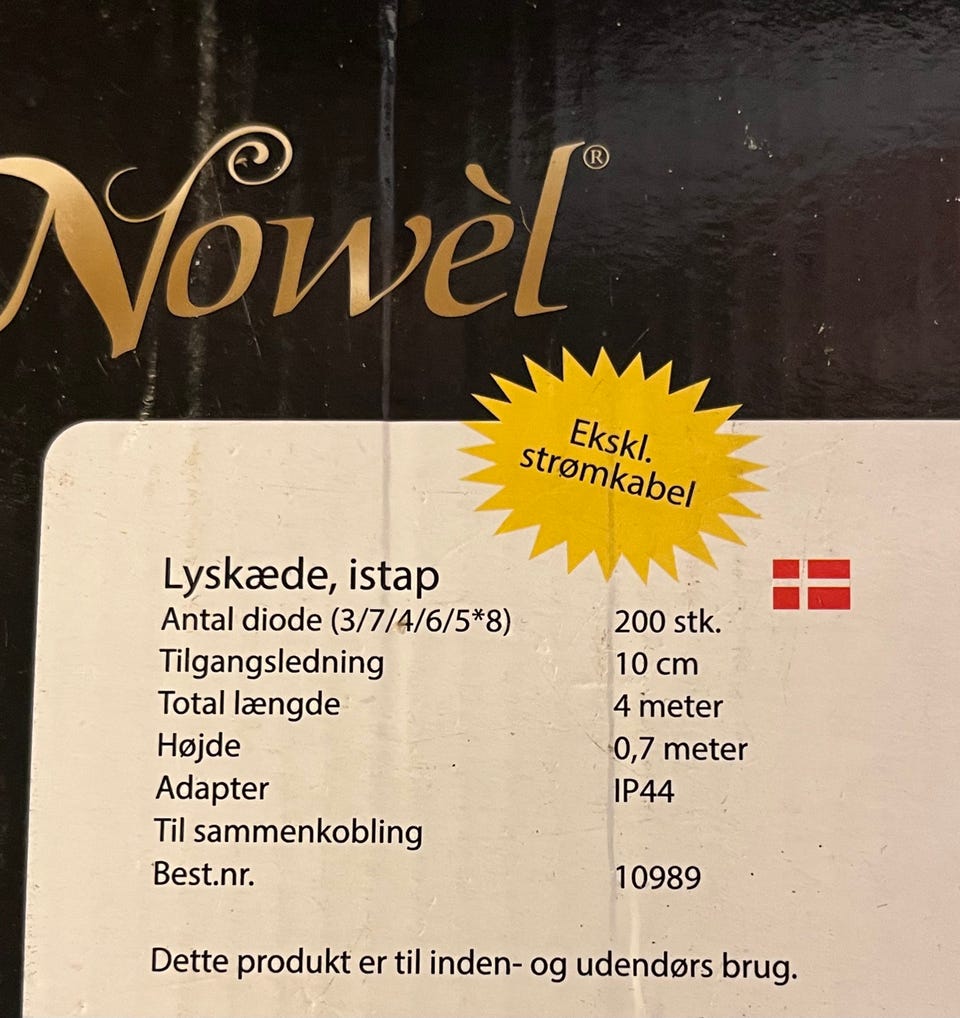 Nowèl®
Ekskl.
strømkabel
Lyskæde, istap
Antal diode (3/7/4/6/5*8) 200 stk.
Tilgangsledning 10 cm
Total længde 4 meter
Højde 0,7 meter
Adapter IP44
Til sammenkobling
Best.nr. 10989
Dette produkt er til inden- og udendørs brug.